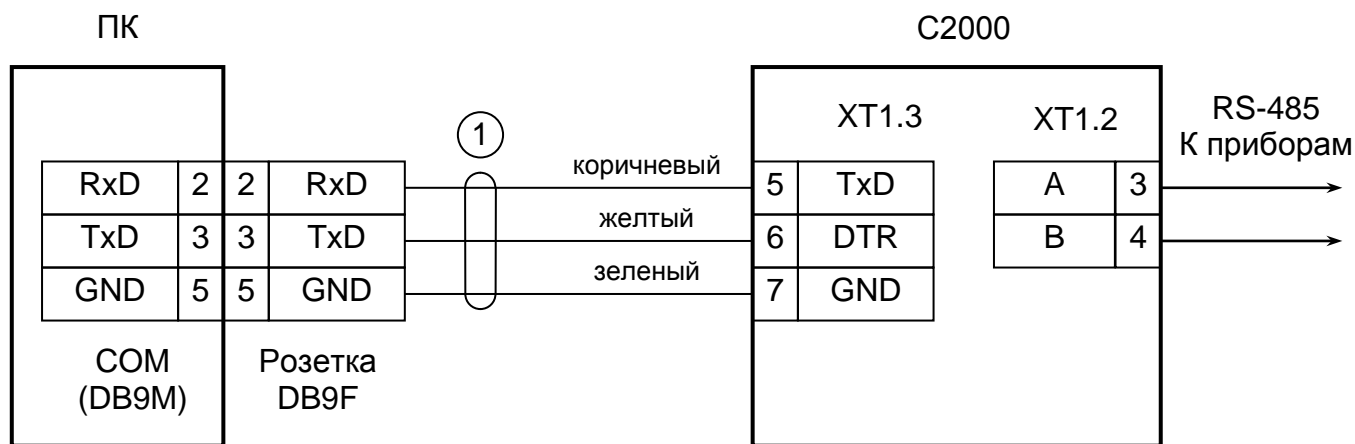 ПК
С2000
XT1.3
XT1.2
RS-485
К приборам
1
RxD 2 2 RxD
коричневый
5 TxD
A 3
TxD 3 3 TxD
желтый
6 DTR
B 4
GND 5 5 GND
зеленый
7 GND
COM
(DB9M)
Розетка
DB9F